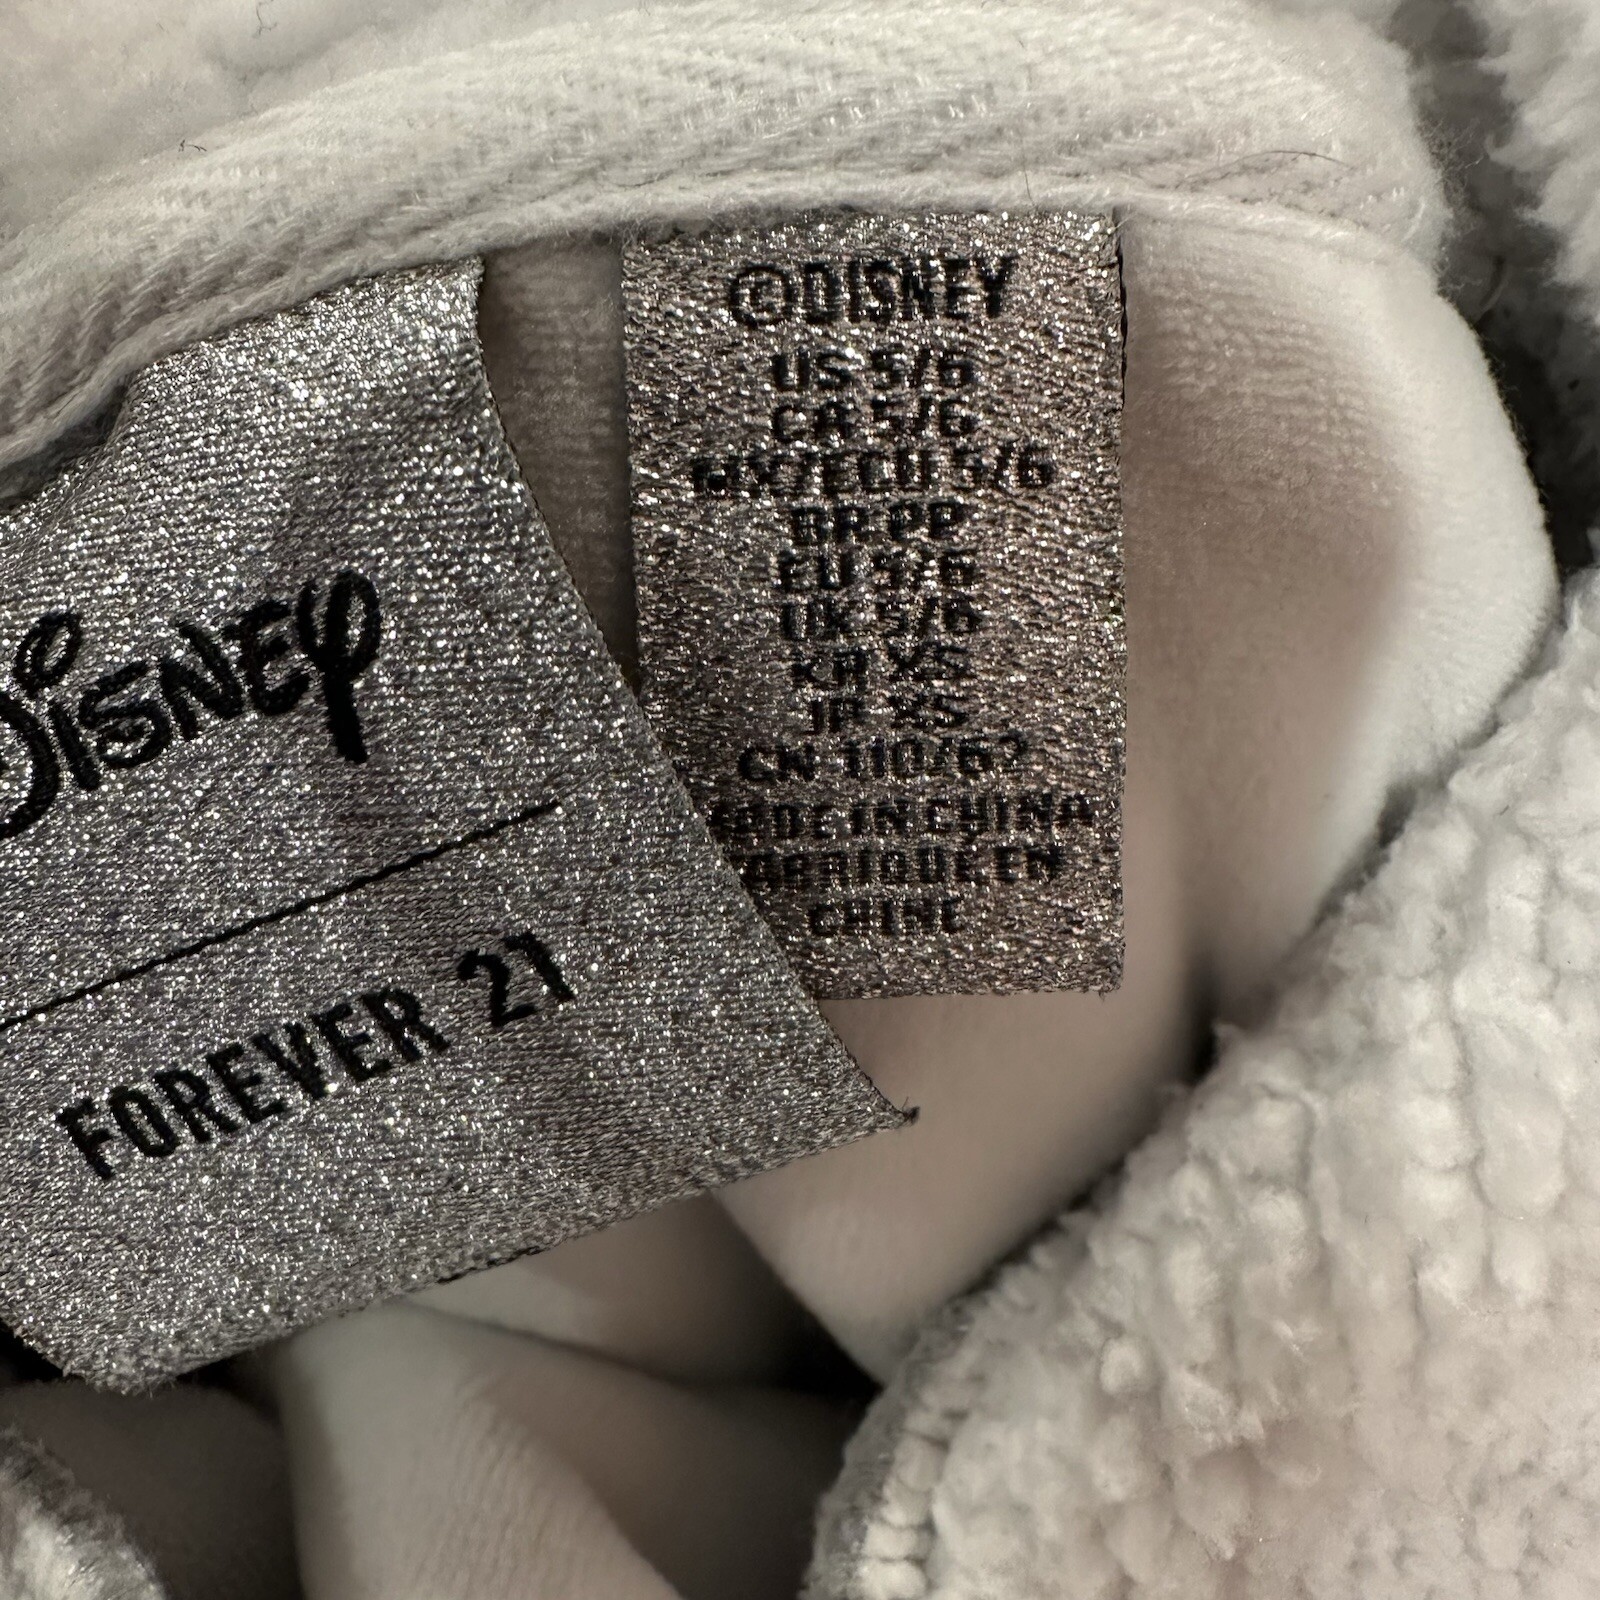 DISNEY
FOREVER 21
©DISNEY
US 5/6
CA 5/6
MX/ECU 5/6
BR PP
EU 5/6
UK 5/6
KR XS
JP XS
CN 110/62
MADE IN CHINA
FABRIQUÉ EN
CHINE